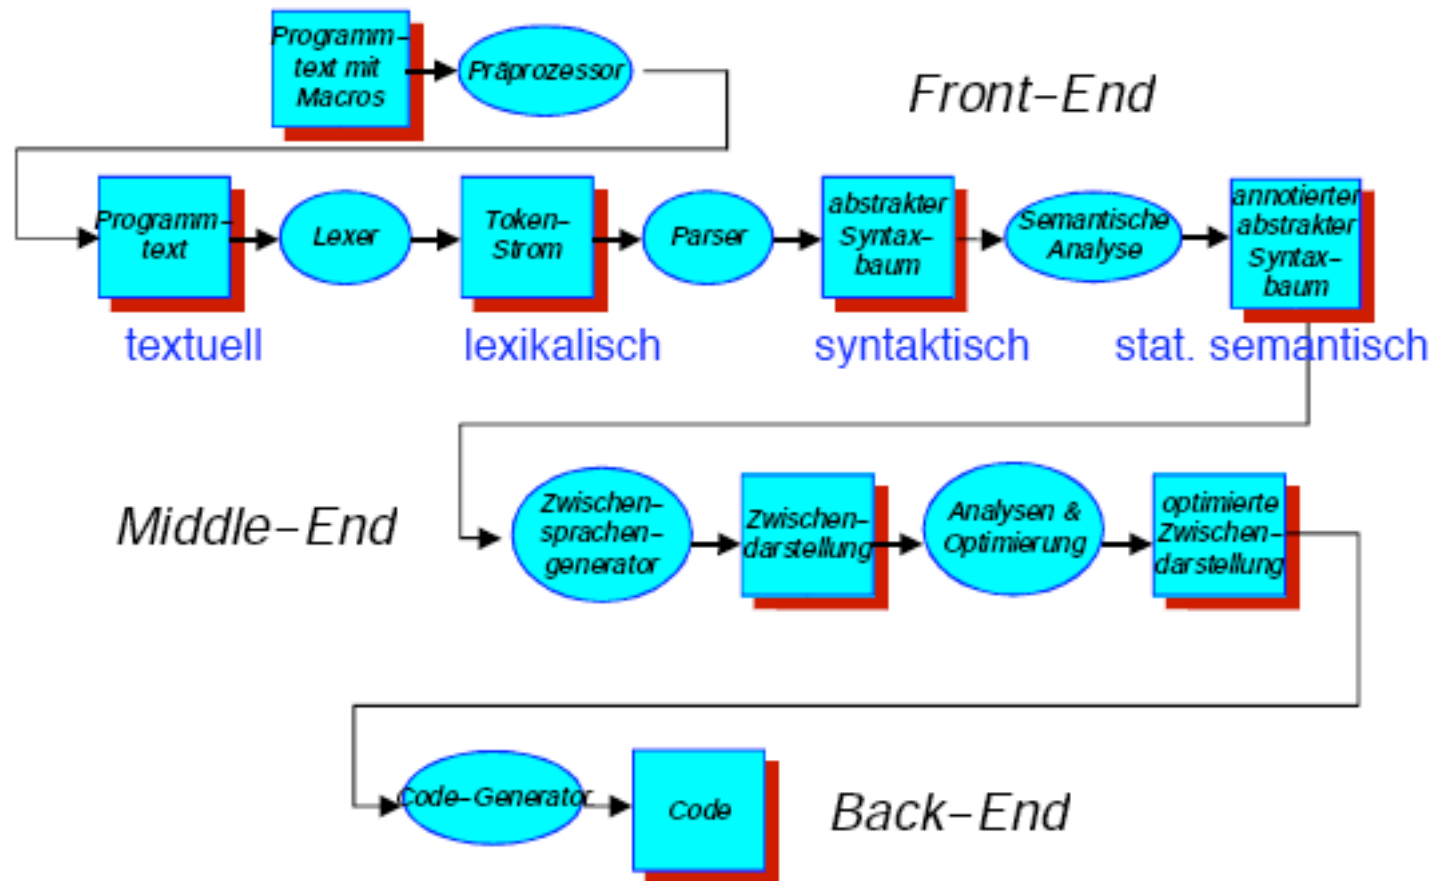 Programm–
text mit
Macros
Präprozessor
Front–End
Programm–
text
Lexer
Token–
Strom
Parser
abstrakter
Syntax–
baum
Semantische
Analyse
annotierter
abstrakter
Syntax–
baum
textuell
lexikalisch
syntaktisch
stat. semantisch
Middle–End
Zwischen–
sprachen–
generator
Zwischen–
darstellung
Analysen &
Optimierung
optimierte
Zwischen–
darstellung
Code–Generator
Code
Back–End